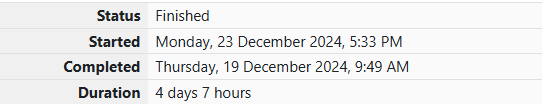 Status Finished
Started Monday, 23 December 2024, 5:33 PM
Completed Thursday, 19 December 2024, 9:49 AM
Duration 4 days 7 hours